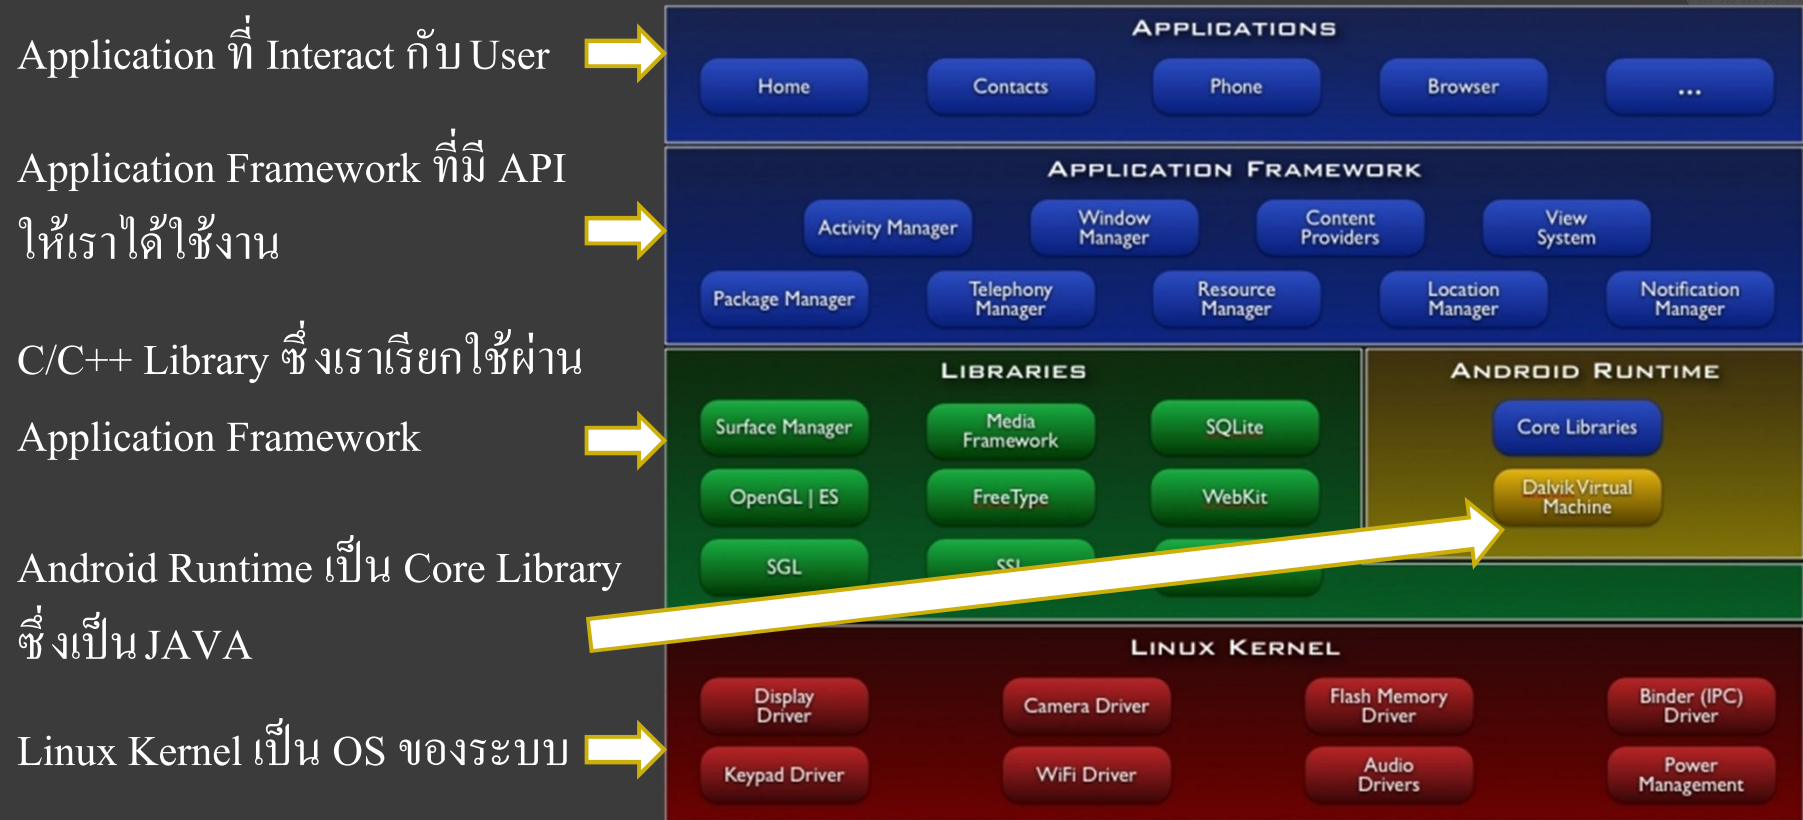 Application ที่ Interact กับ User
Application Framework ที่มี API
ให้เราได้ใช้งาน
C/C++ Library ซึ่งเราเรียกใช้ผ่าน
Application Framework
Android Runtime เป็น Core Library
ซึ่งเป็น JAVA
Linux Kernel เป็น OS ของระบบ
APPLICATIONS
Home Contacts Phone Browser ...
APPLICATION FRAMEWORK
Activity Manager Window Manager Content Providers View System
Package Manager Telephony Manager Resource Manager Location Manager Notification Manager
LIBRARIES
Surface Manager Media Framework SQLite
OpenGL | ES FreeType WebKit
SGL SSL
ANDROID RUNTIME
Core Libraries
Dalvik Virtual Machine
LINUX KERNEL
Display Driver Camera Driver Flash Memory Driver Binder (IPC) Driver
Keypad Driver WiFi Driver Audio Drivers Power Management